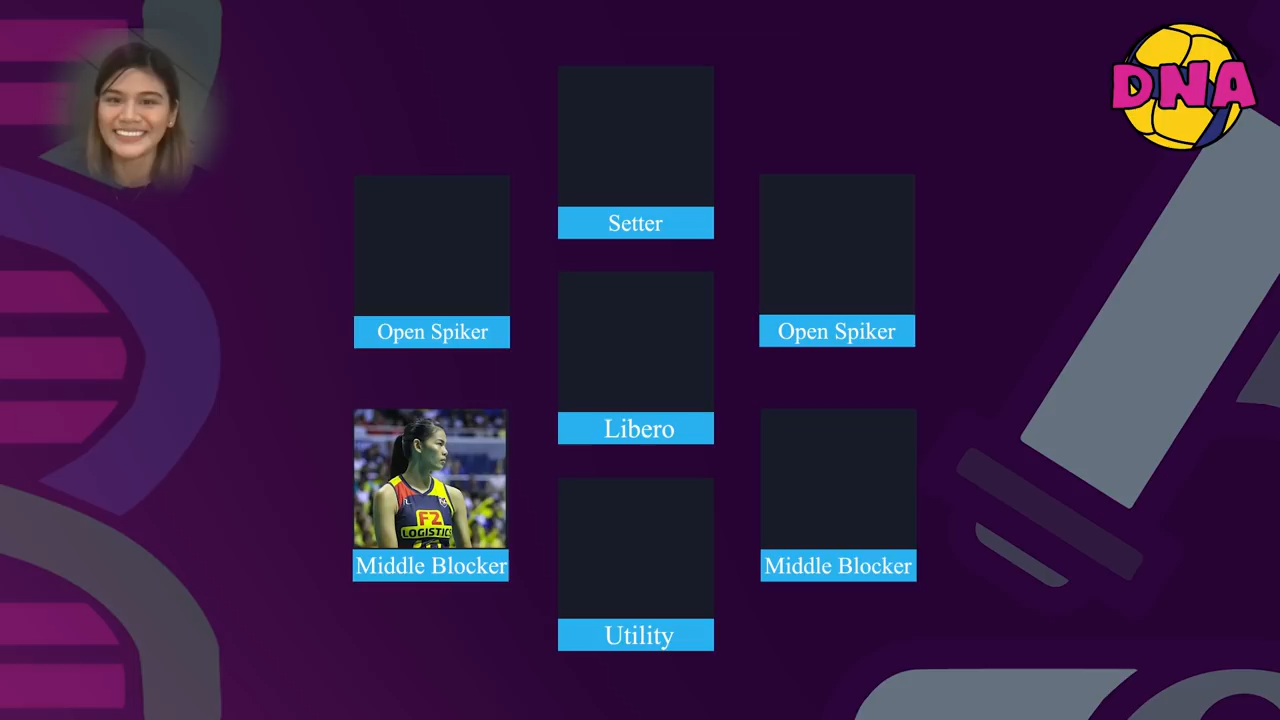 DNA
Setter
Open Spiker
Open Spiker
Libero
F2
LOGISTICS
Middle Blocker
Middle Blocker
Utility